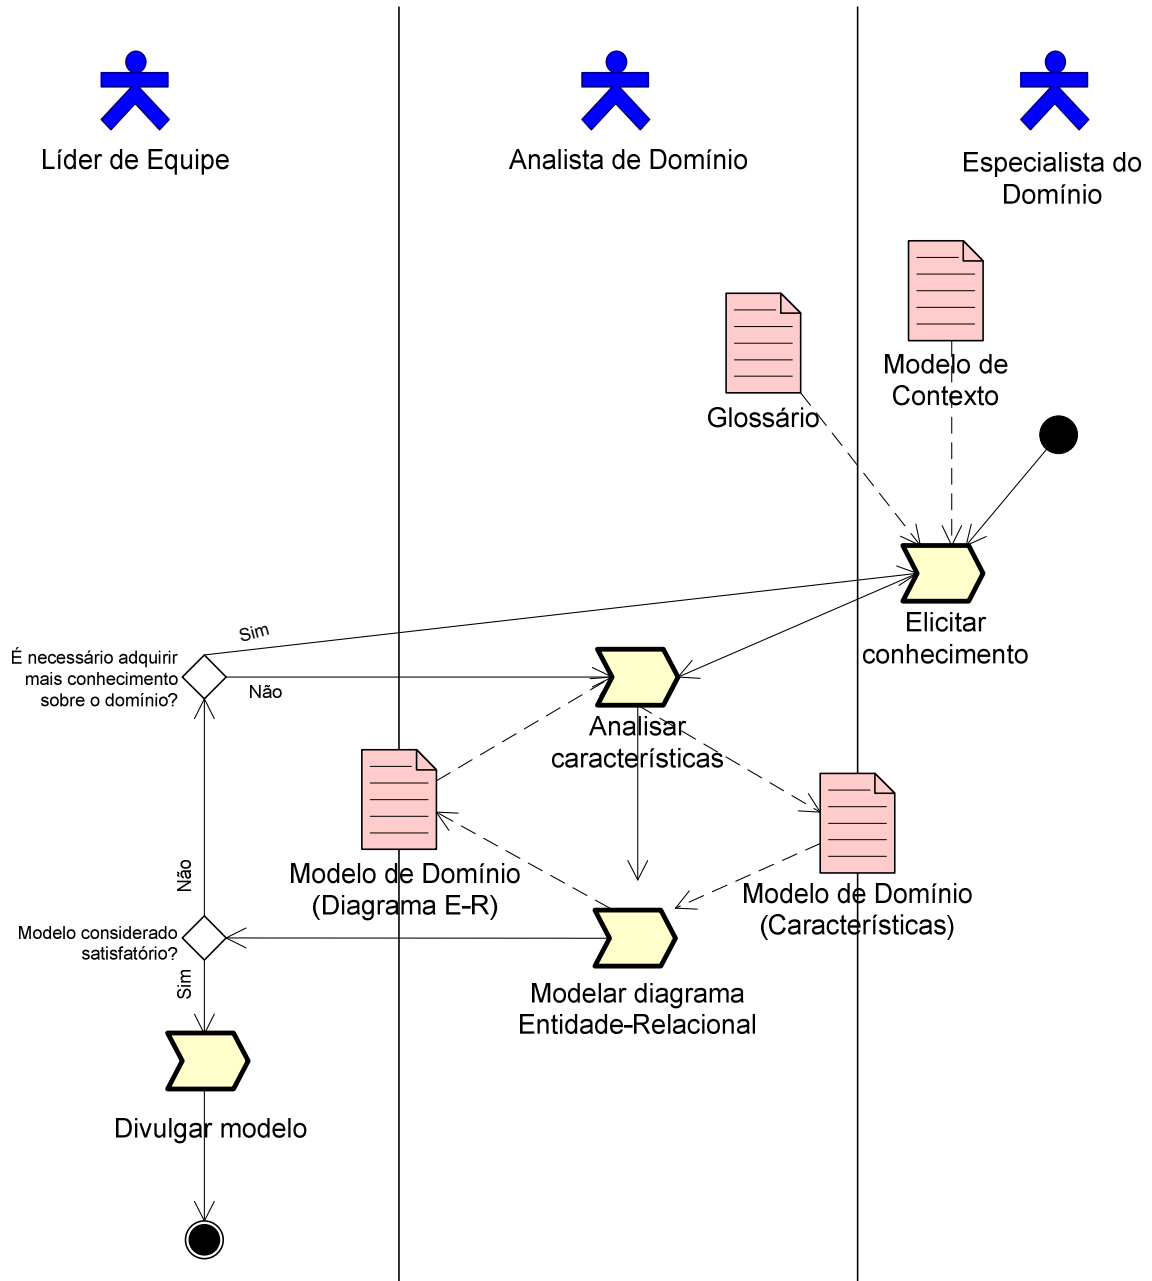 Líder de Equipe
Analista de Domínio
Especialista do
Domínio
Modelo de
Contexto
Glossário
Elicitar
conhecimento
Sim
É necessário adquirir
mais conhecimento
sobre o domínio?
Não
Analisar
características
Modelo de Domínio
(Diagrama E-R)
Modelo de Domínio
(Características)
Não
Modelo considerado
satisfatório?
Sim
Modelar diagrama
Entidade-Relacional
Divulgar modelo